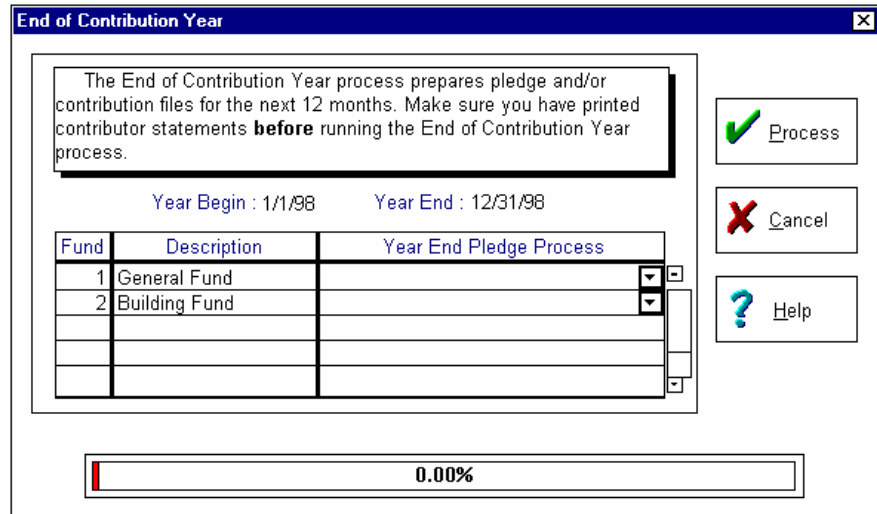 End of Contribution Year
The End of Contribution Year process prepares pledge and/or
contribution files for the next 12 months. Make sure you have printed
contributor statements before running the End of Contribution Year
process.
Process
Year Begin : 1/1/98 Year End : 12/31/98
Cancel
Fund Description Year End Pledge Process
1 General Fund
2 Building Fund
Help
0.00%